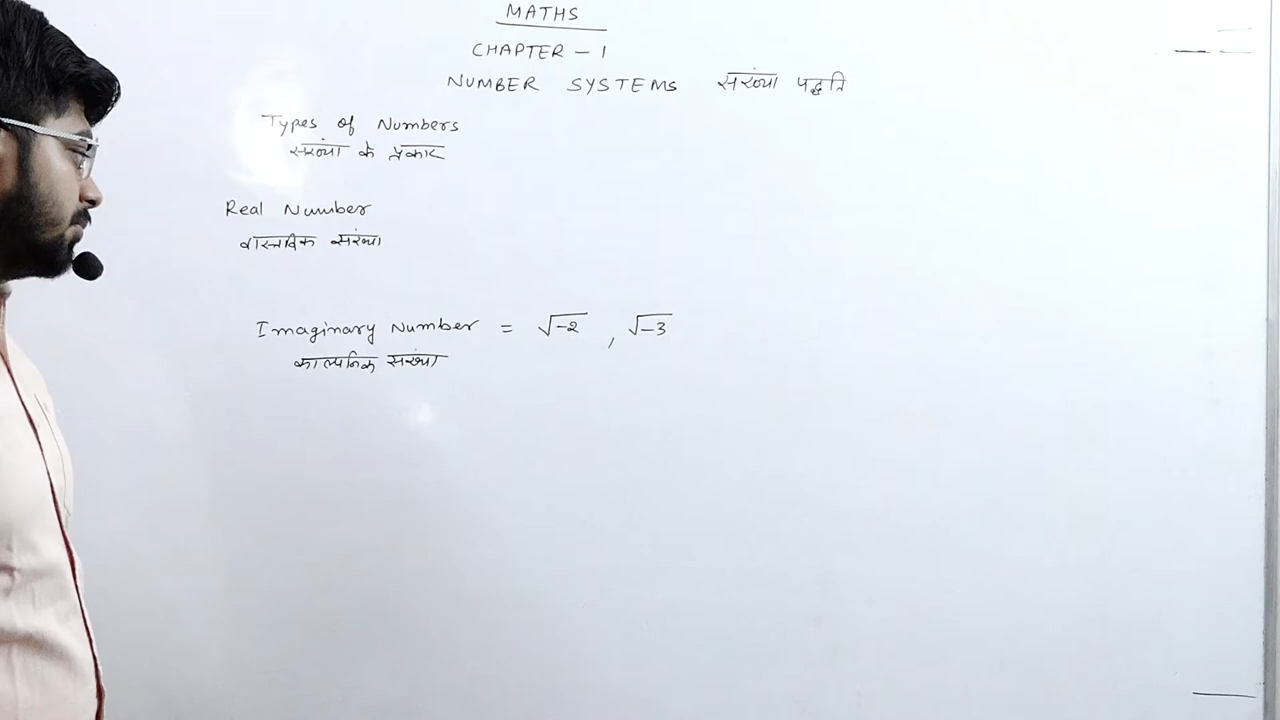 MATHS
CHAPTER - 1
NUMBER SYSTEMS संख्या पद्धति
Types of Numbers
संख्या के प्रकार
Real Number
वास्तविक संख्या
Imaginary Number = √-2 , √-3
काल्पनिक संख्या